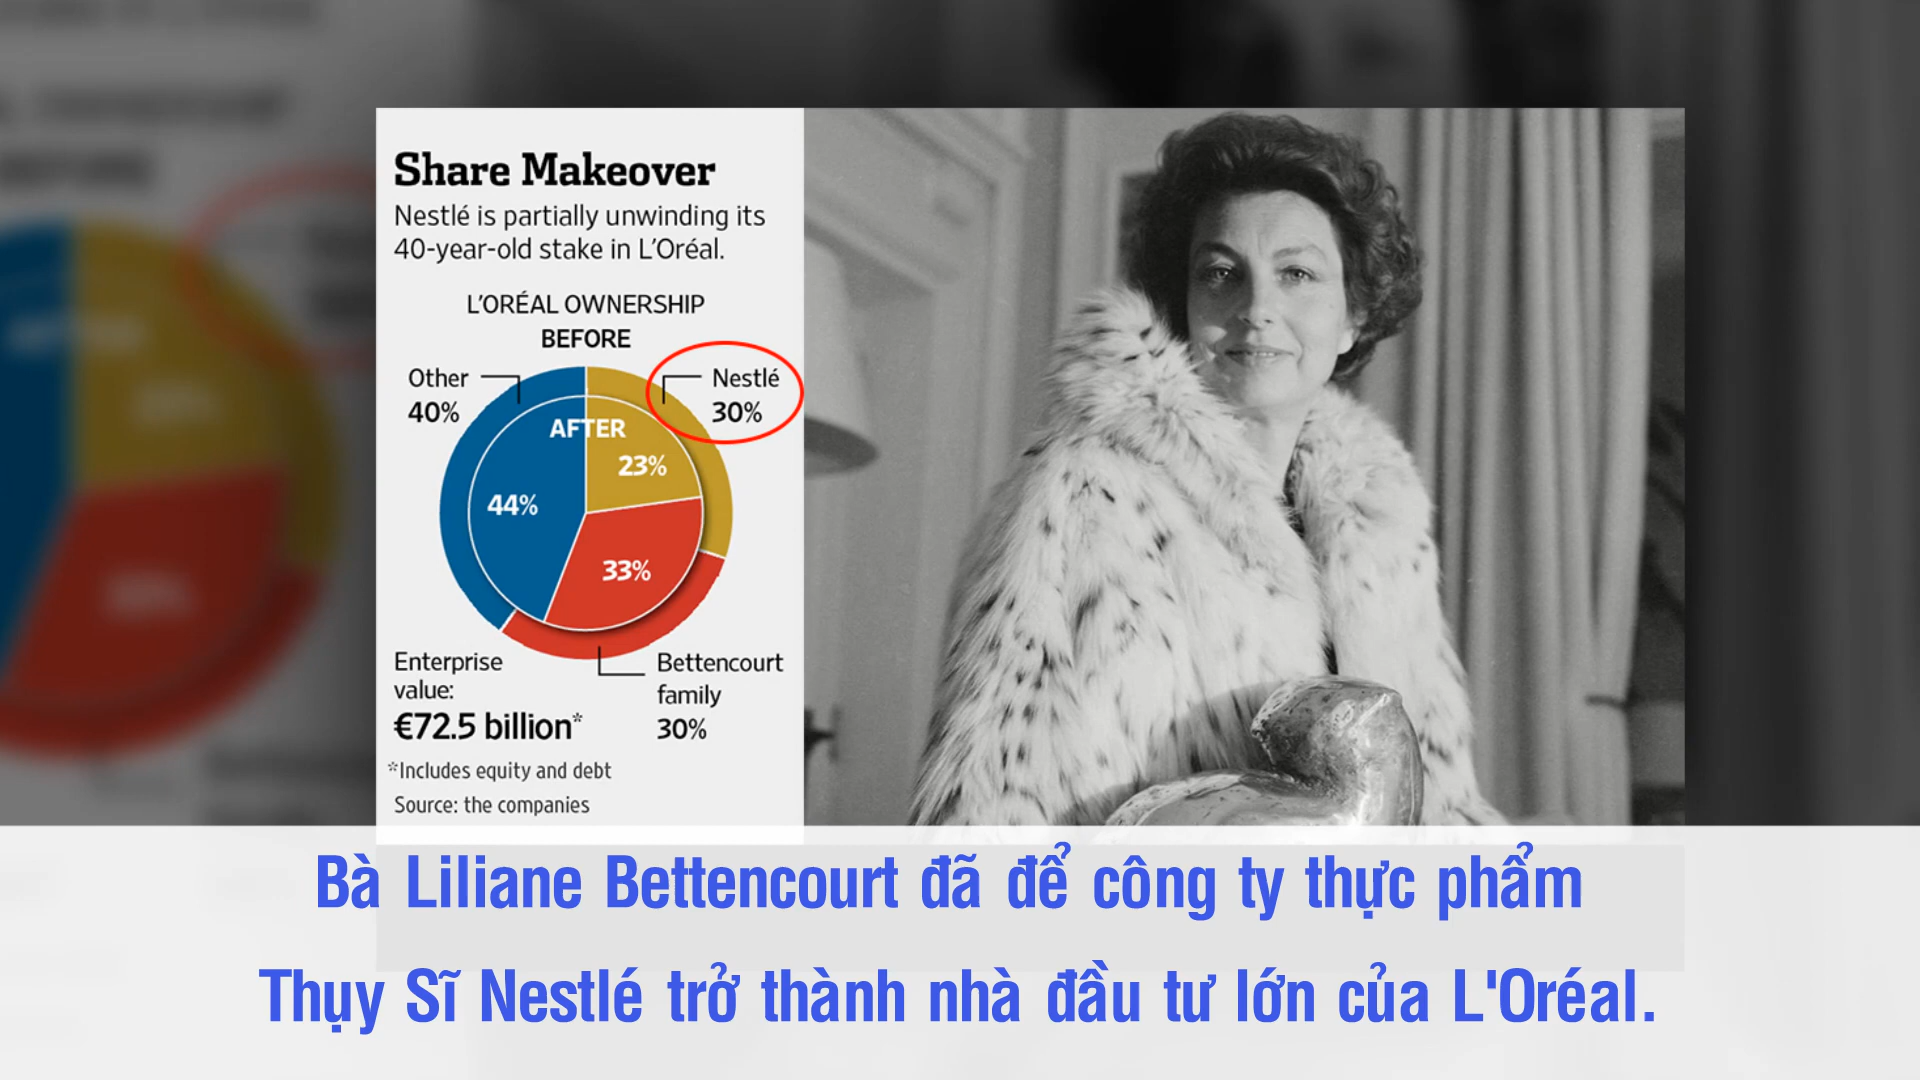 Share Makeover
Nestlé is partially unwinding its
40-year-old stake in L'Oréal.
L'ORÉAL OWNERSHIP
BEFORE
Other
40%
Nestlé
30%
AFTER
23%
44%
33%
Enterprise
value:
€72.5 billion*
Bettencourt
family
30%
*Includes equity and debt
Source: the companies
Bà Liliane Bettencourt đã để công ty thực phẩm
Thụy Sĩ Nestlé trở thành nhà đầu tư lớn của L'Oréal.